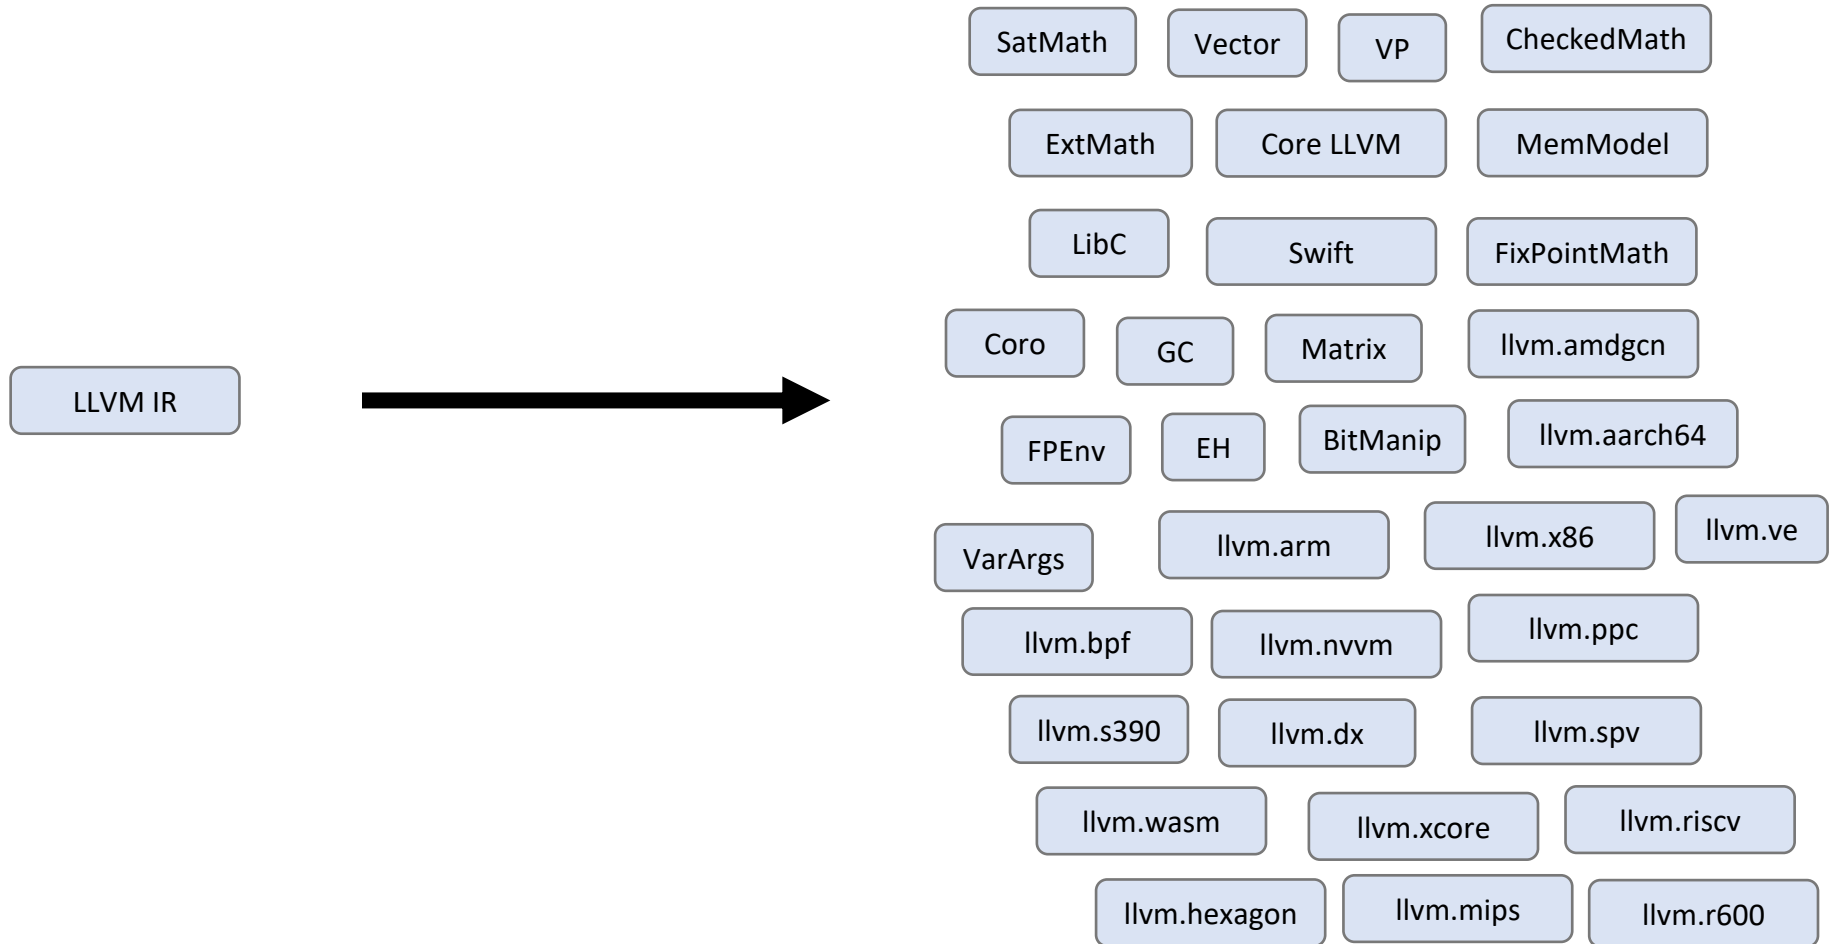 SatMath
Vector
VP
CheckedMath
ExtMath
Core LLVM
MemModel
LibC
Swift
FixPointMath
Coro
GC
Matrix
llvm.amdgcn
LLVM IR
FPEnv
EH
BitManip
llvm.aarch64
VarArgs
llvm.arm
llvm.x86
llvm.ve
llvm.bpf
llvm.nvvm
llvm.ppc
llvm.s390
llvm.dx
llvm.spv
llvm.wasm
llvm.xcore
llvm.riscv
llvm.hexagon
llvm.mips
llvm.r600